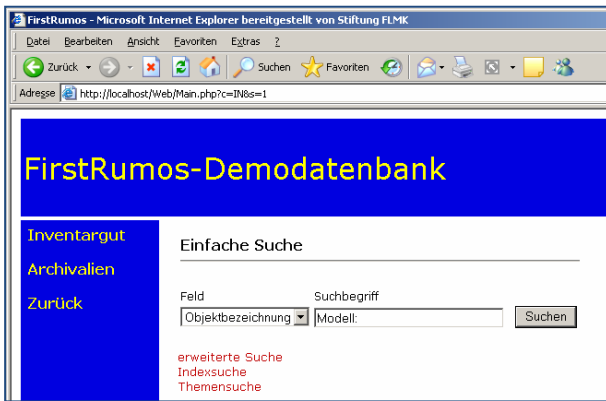 FirstRumos - Microsoft Internet Explorer bereitgestellt von Stiftung FLMK
Datei Bearbeiten Ansicht Favoriten Extras ?
Zurück Suchen Favoriten
Adresse http://localhost/Web/Main.php?c=IN&s=1
FirstRumos-Demodatenbank
Inventargut
Archivalien
Zurück
Einfache Suche
Feld Suchbegriff
Objektbezeichnung Modell: Suchen
erweiterte Suche
Indexsuche
Themensuche